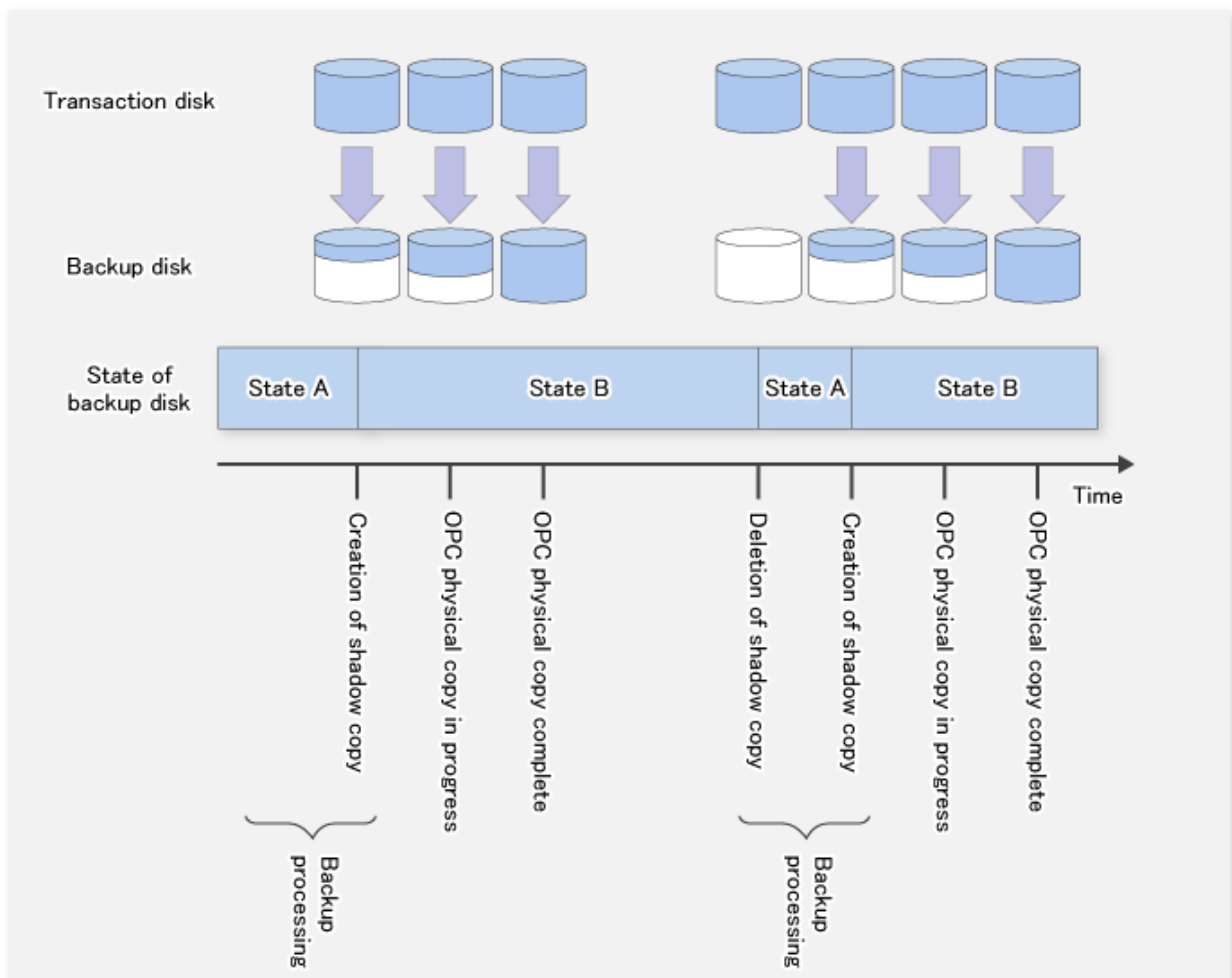 Transaction disk
Backup disk
State of
backup disk
State A
State B
State A
State B
Time
Creation of shadow copy
OPC physical copy in progress
OPC physical copy complete
Deletion of shadow copy
Creation of shadow copy
OPC physical copy in progress
OPC physical copy complete
Backup
processing
Backup
processing